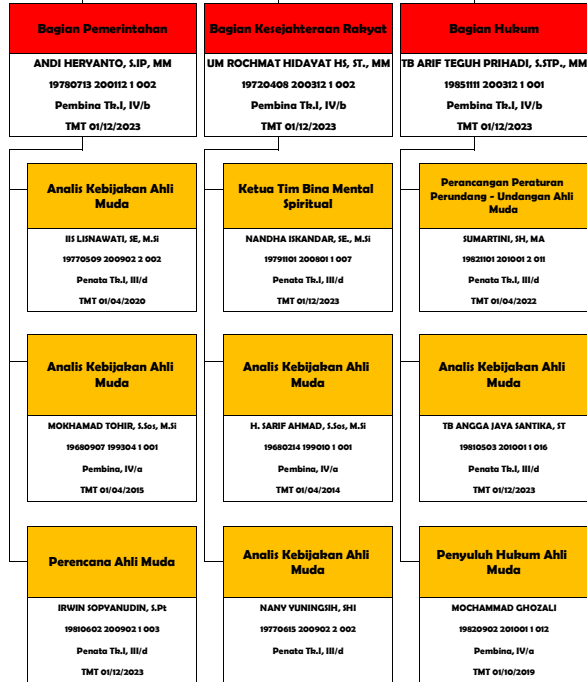 Bagian Pemerintahan
ANDI HERYANTO, S.IP, MM
19780713 200112 1 002
Pembina Tk.I, IV/b
TMT 01/12/2023
Analis Kebijakan Ahli
Muda
IIS LISNAWATI, SE, M.Si
19770509 200902 2 002
Penata Tk.I, III/d
TMT 01/04/2020
Analis Kebijakan Ahli
Muda
MOKHAMAD TOHIR, S.Sos, M.Si
19680907 199304 1 001
Pembina, IV/a
TMT 01/04/2015
Perencana Ahli Muda
IRWIN SOPYANUDIN, S.Pt
19810602 200902 1 003
Penata Tk.I, III/d
TMT 01/12/2023
Bagian Kesejahteraan Rakyat
UM ROCHMAT HIDAYAT HS, ST., MM
19720408 200312 1 002
Pembina Tk.I, IV/b
TMT 01/12/2023
Ketua Tim Bina Mental
Spiritual
NANDHA ISKANDAR, SE., M.Si
19791101 200801 1 007
Penata Tk.I, III/d
TMT 01/12/2023
Analis Kebijakan Ahli
Muda
H. SARIF AHMAD, S.Sos, M.Si
19680214 199010 1 001
Pembina, IV/a
TMT 01/04/2014
Analis Kebijakan Ahli
Muda
NANY YUNINGSIH, SHI
19770615 200902 2 002
Penata Tk.I, III/d
Bagian Hukum
TB ARIF TEGUH PRIHADI, S.STP., MM
19851111 200312 1 001
Pembina Tk.I, IV/b
TMT 01/12/2023
Perancangan Peraturan
Perundang - Undangan Ahli
Muda
SUMARTINI, SH, MA
19821101 201001 2 011
Penata Tk.I, III/d
TMT 01/04/2022
Analis Kebijakan Ahli
Muda
TB ANGGA JAYA SANTIKA, ST
19810503 201001 1 016
Penata Tk.I, III/d
TMT 01/12/2023
Penyuluh Hukum Ahli
Muda
MOCHAMMAD GHOZALI
19820902 201001 1 012
Pembina, IV/a
TMT 01/10/2019